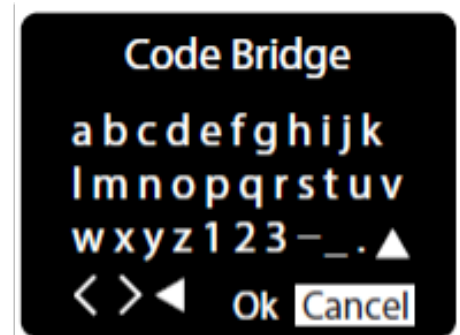 Code Bridge
a b c d e f g h i j k
l m n o p q r s t u v
w x y z 1 2 3 – _ . ▲
< > ◀ Ok Cancel